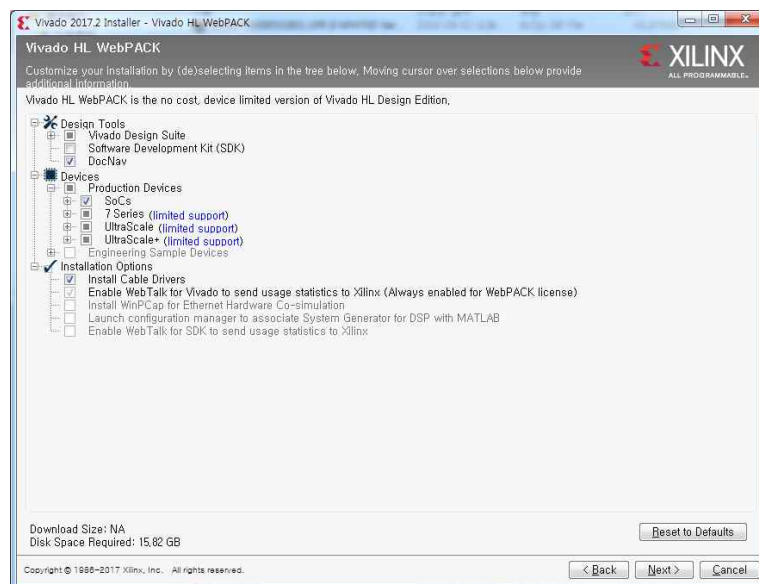 Vivado 2017.2 Installer - Vivado HL WebPACK
Vivado HL WebPACK
XILINX
ALL PROGRAMMABLE.
Customize your installation by (de)selecting items in the tree below. Moving cursor over selections below provide
additional information.
Vivado HL WebPACK is the no cost, device limited version of Vivado HL Design Edition.
Design Tools
Vivado Design Suite
Software Development Kit (SDK)
DocNav
Devices
Production Devices
SoCs
7 Series (limited support)
UltraScale (limited support)
UltraScale+ (limited support)
Engineering Sample Devices
Installation Options
Install Cable Drivers
Enable WebTalk for Vivado to send usage statistics to Xilinx (Always enabled for WebPACK license)
Install WinPCap for Ethernet Hardware Co-simulation
Launch configuration manager to associate System Generator for DSP with MATLAB
Enable WebTalk for SDK to send usage statistics to Xilinx
Download Size: NA
Disk Space Required: 15.82 GB
Reset to Defaults
Copyright © 1986-2017 Xilinx, Inc. All rights reserved.
< Back Next > Cancel